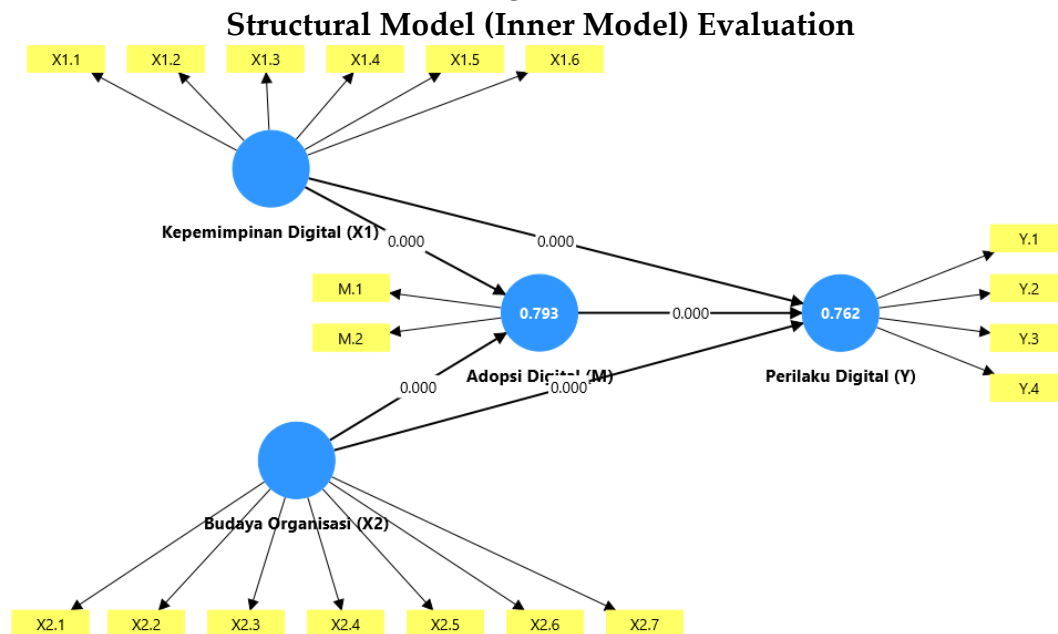 Structural Model (Inner Model) Evaluation
X1.1 X1.2 X1.3 X1.4 X1.5 X1.6
Kepemimpinan Digital (X1)
0.000
0.000
Y.1
M.1
Y.2
0.793
0.000
0.762
M.2
Y.3
Adopsi Digital (M)
Perilaku Digital (Y)
0.000
0.000
Y.4
Budaya Organisasi (X2)
X2.1 X2.2 X2.3 X2.4 X2.5 X2.6 X2.7